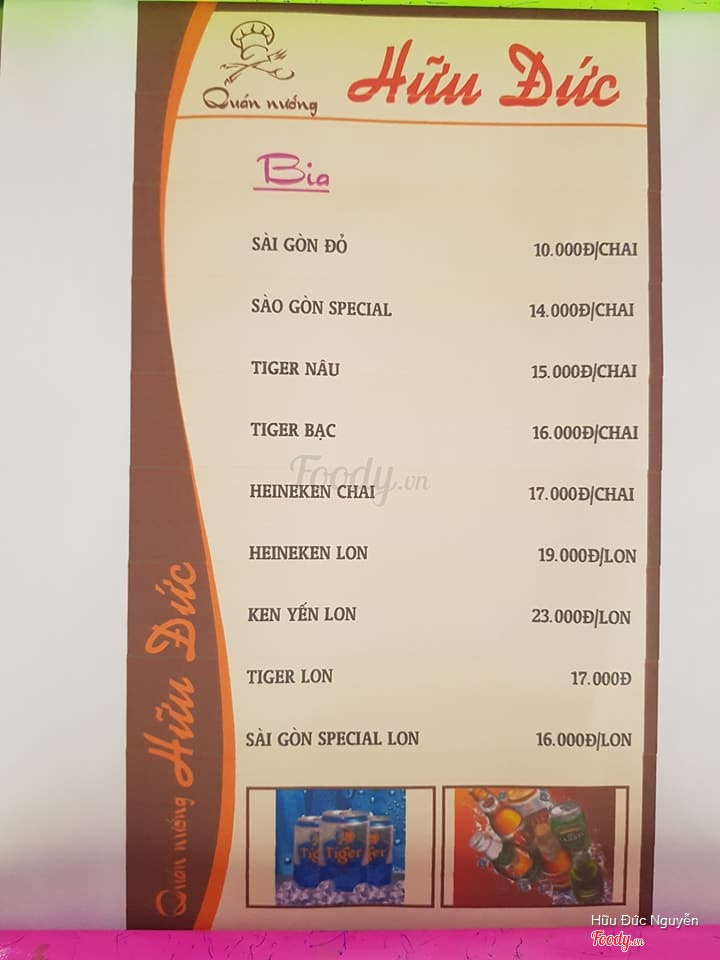 Quán nướng
Hữu Đức
Bia
SÀI GÒN ĐỎ 10.000Đ/CHAI
SÀO GÒN SPECIAL 14.000Đ/CHAI
TIGER NÂU 15.000Đ/CHAI
TIGER BẠC 16.000Đ/CHAI
Foody.vn
HEINEKEN CHAI 17.000Đ/CHAI
HEINEKEN LON 19.000Đ/LON
KEN YẾN LON 23.000Đ/LON
TIGER LON 17.000Đ
SÀI GÒN SPECIAL LON 16.000Đ/LON
Quán nướng Hữu Đức
Tiger
Hữu Đức Nguyễn
Foody.vn